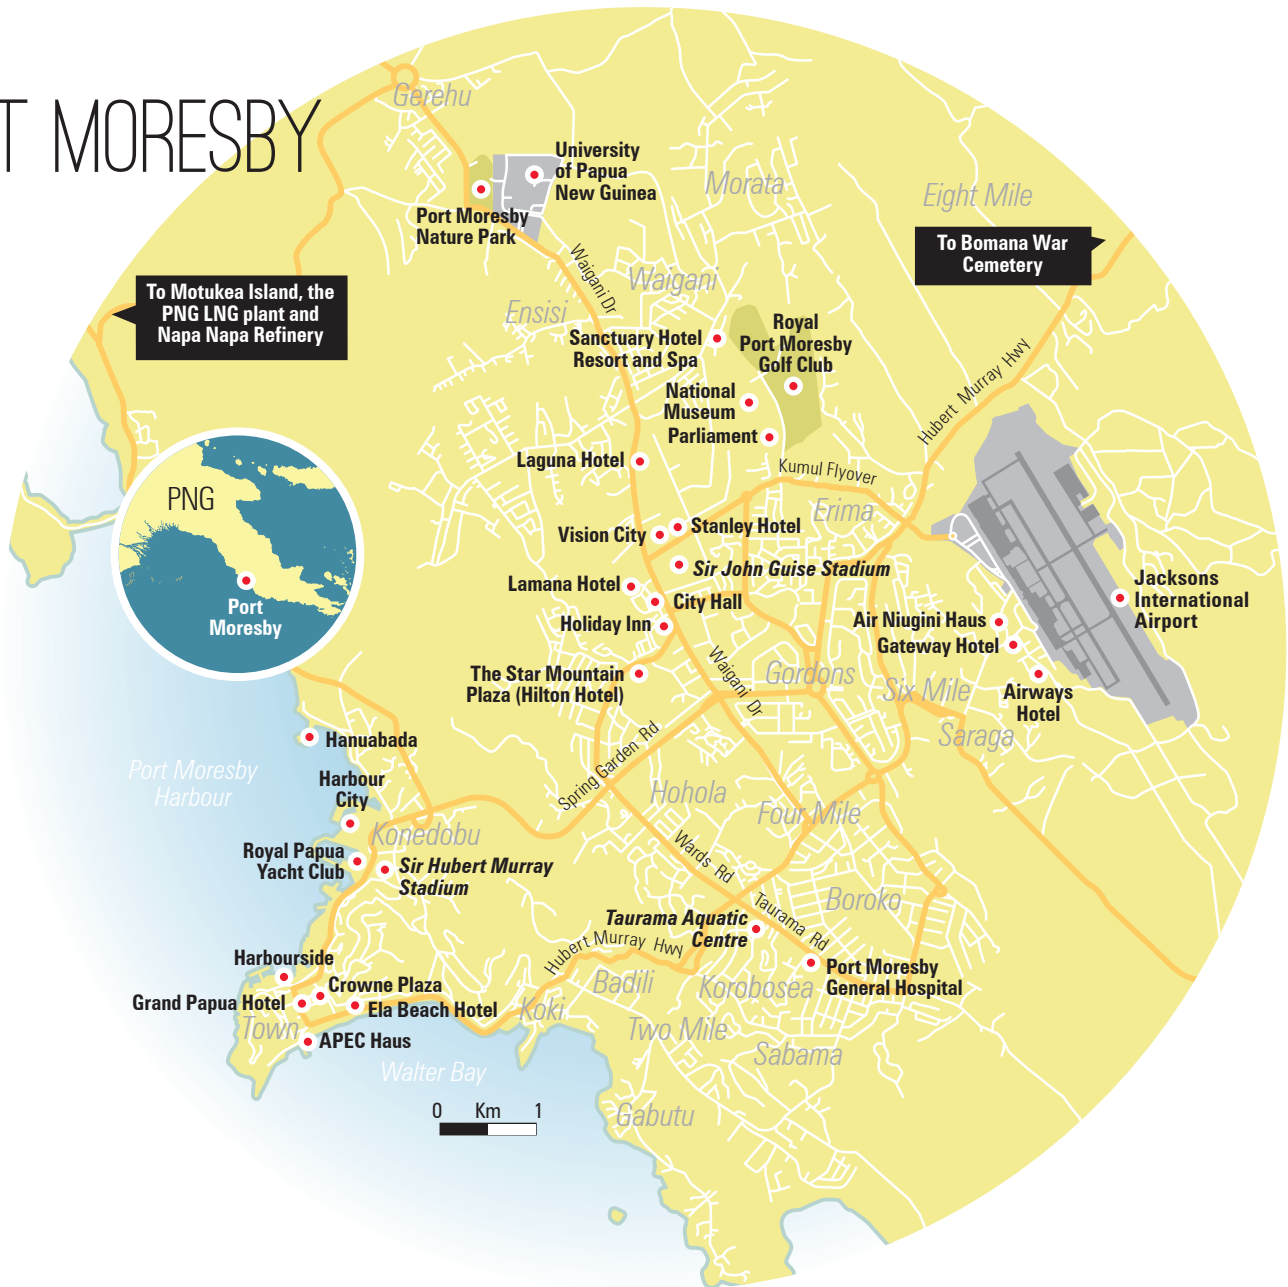 T MORESBY
Gerehu
University
of Papua
New Guinea
Morata
Eight Mile
Port Moresby
Nature Park
To Bomana War
Cemetery
Waigani Dr
Waigani
To Motukea Island, the
PNG LNG plant and
Napa Napa Refinery
Ensisi
Sanctuary Hotel
Resort and Spa
Royal
Port Moresby
Golf Club
Hubert Murray Hwy
National
Museum
Parliament
Laguna Hotel
Kumul Flyover
PNG
Erima
Vision City
Stanley Hotel
Sir John Guise Stadium
Lamana Hotel
City Hall
Jacksons
International
Airport
Port
Moresby
Holiday Inn
Air Niugini Haus
Gateway Hotel
The Star Mountain
Plaza (Hilton Hotel)
Waigani Dr
Gordons
Six Mile
Airways
Hotel
Saraga
Hanuabada
Port Moresby
Harbour
Harbour
City
Spring Garden Rd
Hohola
Four Mile
Konedobu
Royal Papua
Yacht Club
Sir Hubert Murray
Stadium
Wards Rd
Boroko
Taurama Aquatic
Centre
Taurama Rd
Hubert Murray Hwy
Harbourside
Badili
Korobosea
Port Moresby
General Hospital
Crowne Plaza
Grand Papua Hotel
Ela Beach Hotel
Koki
Town
Two Mile
APEC Haus
Sabama
Walter Bay
0 Km 1
Gabutu